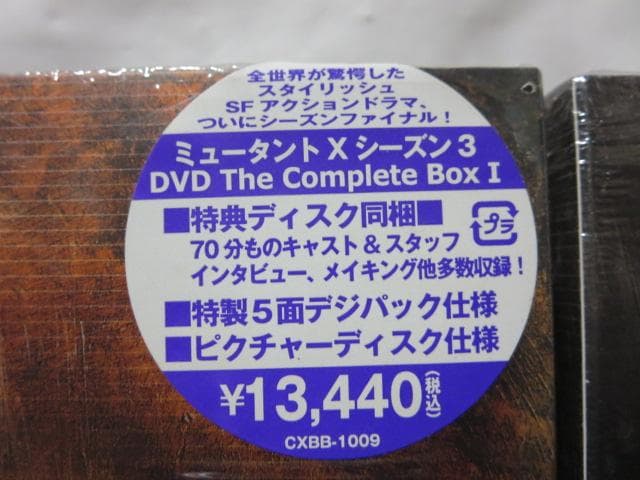 全世界が驚愕した
スタイリッシュ
SFアクションドラマ、
ついにシーズンファイナル!
ミュータントXシーズン3
DVD The Complete Box I
■特典ディスク同梱■
70分ものキャスト&スタッフ
インタビュー、メイキング他多数収録!
プラ
■特製5面デジパック仕様
■ピクチャーディスク仕様
¥13,440(税込)
CXBB-1009